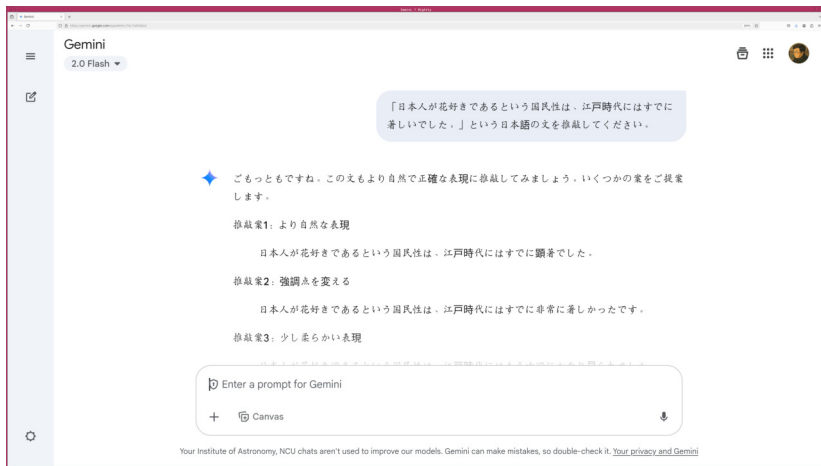 Gemini - Nightly
Gemini
Gemini
2.0 Flash
「日本人が花好きであるという国民性は、江戸時代にはすでに
著しいでした。」という日本語の文を推敲してください。
ごもっともですね。この文もより自然で正確な表現に推敲してみましょう。いくつかの案をご提案
します。
推敲案1：より自然な表現
日本人が花好きであるという国民性は、江戸時代にはすでに顕著でした。
推敲案2：強調点を変える
日本人が花好きであるという国民性は、江戸時代にはすでに非常に著しかったです。
推敲案3：少し柔らかい表現
Enter a prompt for Gemini
Canvas
Your Institute of Astronomy, NCU chats aren't used to improve our models. Gemini can make mistakes, so double-check it. Your privacy and Gemini